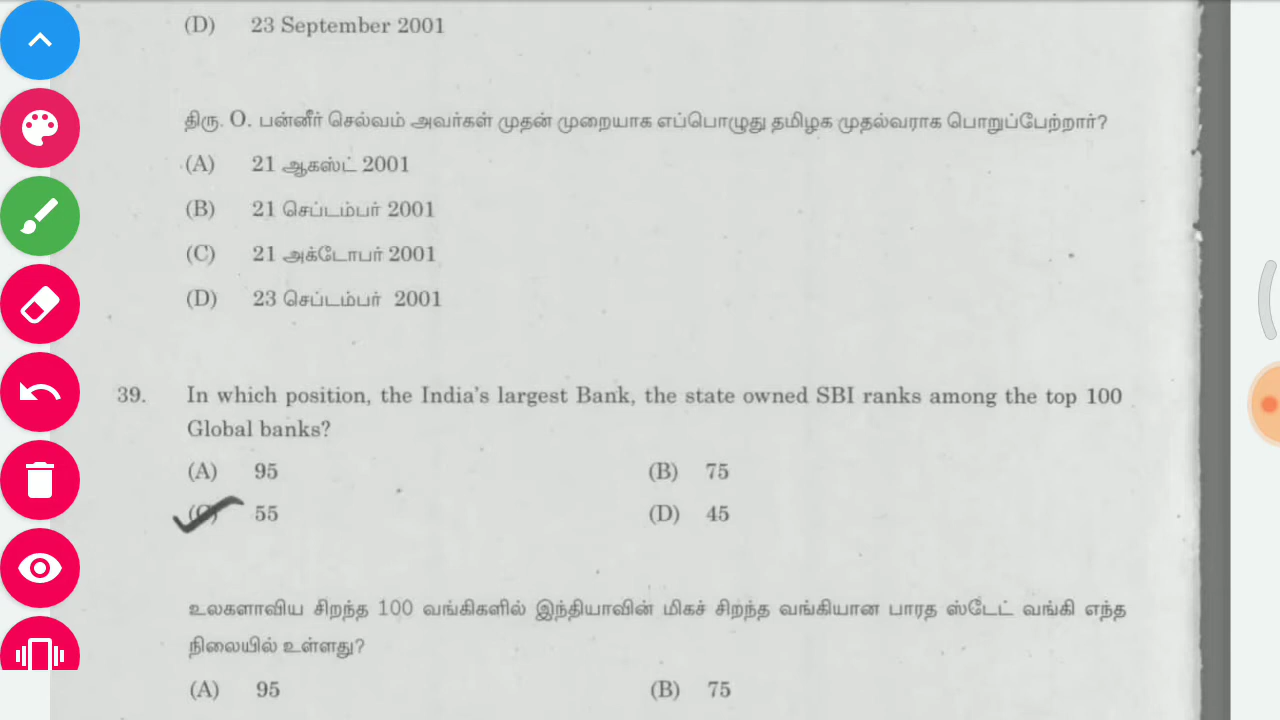 (D) 23 September 2001
திரு. O. பன்னீர் செல்வம் அவர்கள் முதன் முறையாக எப்பொழுது தமிழக முதல்வராக பொறுப்பேற்றார்?
(A) 21 ஆகஸ்ட் 2001
(B) 21 செப்டம்பர் 2001
(C) 21 அக்டோபர் 2001
(D) 23 செப்டம்பர் 2001
39. In which position, the India's largest Bank, the state owned SBI ranks among the top 100
Global banks?
(A) 95 (B) 75
(C) 55 (D) 45
உலகளாவிய சிறந்த 100 வங்கிகளில் இந்தியாவின் மிகச் சிறந்த வங்கியான பாரத ஸ்டேட் வங்கி எந்த
நிலையில் உள்ளது?
(A) 95 (B) 75